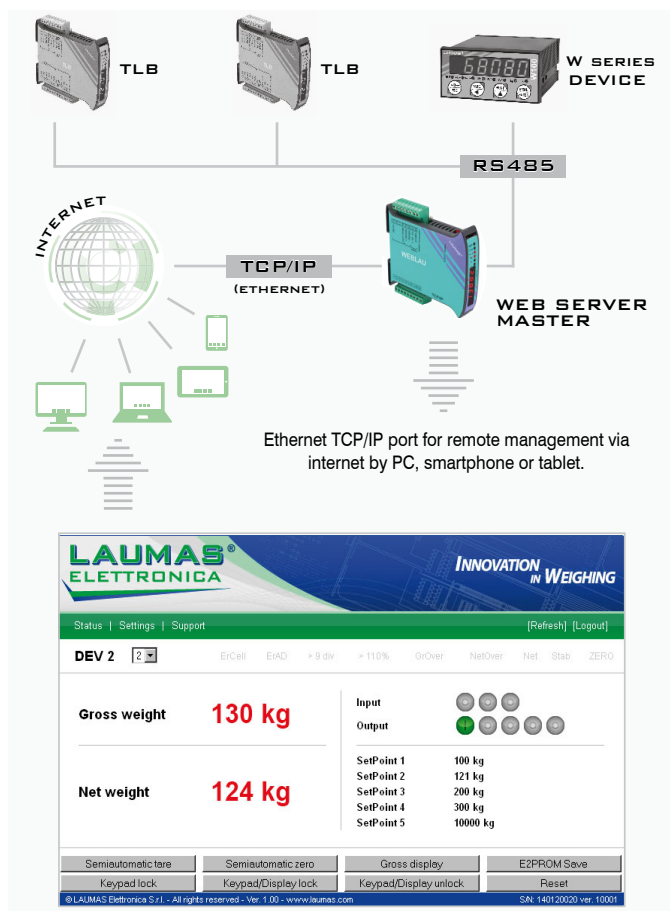 TLB
TLB
68080
W500
W SERIES
DEVICE
RS485
INTERNET
WEBLAU
TCP/IP
(ETHERNET)
WEB SERVER
MASTER
Ethernet TCP/IP port for remote management via
internet by PC, smartphone or tablet.
LAUMAS®
ELETTRONICA
INNOVATION
IN WEIGHING
Status | Settings | Support [Refresh] [Logout]
DEV 2 2 ErCell ErAD > 9 div > 110% GrOver NetOver Net Stab ZERO
Gross weight 130 kg
Input
Output
1
Net weight 124 kg
SetPoint 1 100 kg
SetPoint 2 121 kg
SetPoint 3 200 kg
SetPoint 4 300 kg
SetPoint 5 10000 kg
Semiautomatic tare Semiautomatic zero Gross display E2PROM Save
Keypad lock Keypad/Display lock Keypad/Display unlock Reset
© LAUMAS Elettronica S.r.l. - All rights reserved - Ver. 1.00 - www.laumas.com S/N: 140120020 ver. 10001